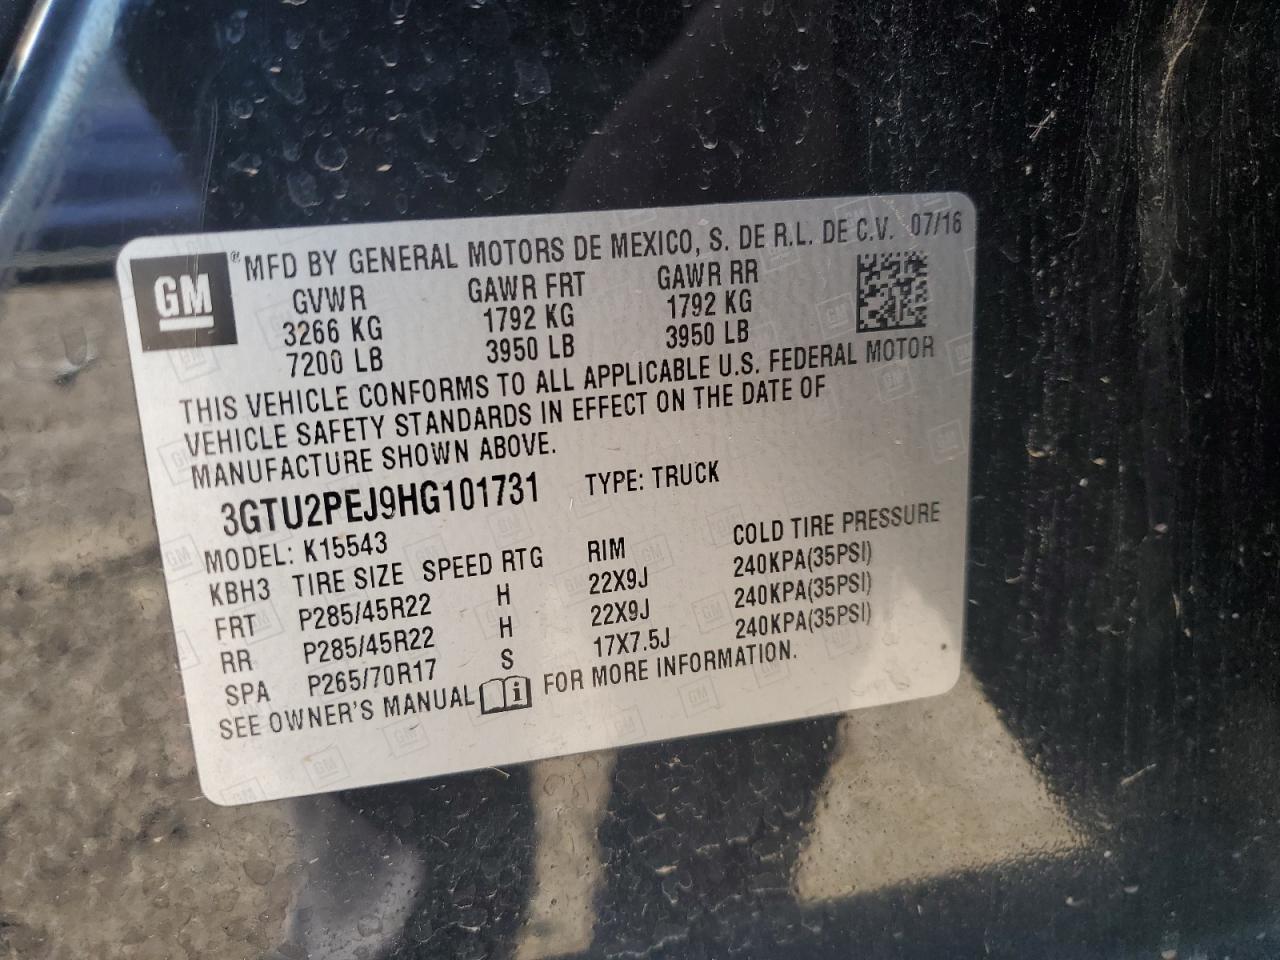 GM
® MFD BY GENERAL MOTORS DE MEXICO, S. DE R.L. DE C.V. 07/16
GVWR GAWR FRT GAWR RR
3266 KG 1792 KG 1792 KG
7200 LB 3950 LB 3950 LB
THIS VEHICLE CONFORMS TO ALL APPLICABLE U.S. FEDERAL MOTOR
VEHICLE SAFETY STANDARDS IN EFFECT ON THE DATE OF
MANUFACTURE SHOWN ABOVE.
3GTU2PEJ9HG101731 TYPE: TRUCK
MODEL: K15543
KBH3 TIRE SIZE SPEED RTG RIM COLD TIRE PRESSURE
FRT P285/45R22 H 22X9J 240KPA(35PSI)
RR P285/45R22 H 22X9J 240KPA(35PSI)
SPA P265/70R17 S 17X7.5J 240KPA(35PSI)
SEE OWNER'S MANUAL i FOR MORE INFORMATION.